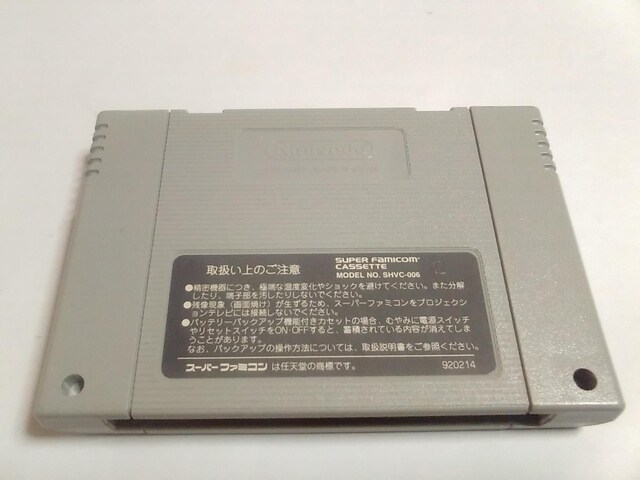 Nintendo
取扱い上のご注意
SUPER FAMICOM
CASSETTE
MODEL NO. SHVC-006
●精密機器につき、極端な温度変化やショックを避けてください。また分解
したり、端子部を汚したりしないでください。
●残像現象（画面焼け）が生ずるため、スーパーファミコンをプロジェクシ
ョンテレビには接続しないでください。
●バッテリーバックアップ機能付きカセットの場合、むやみに電源スイッチ
やリセットスイッチをON・OFFすると、蓄積されている内容が消えてしま
うことがあります。
なお、バックアップの操作方法については、取扱説明書をご参照ください。
スーパーファミコンは任天堂の商標です。
920214